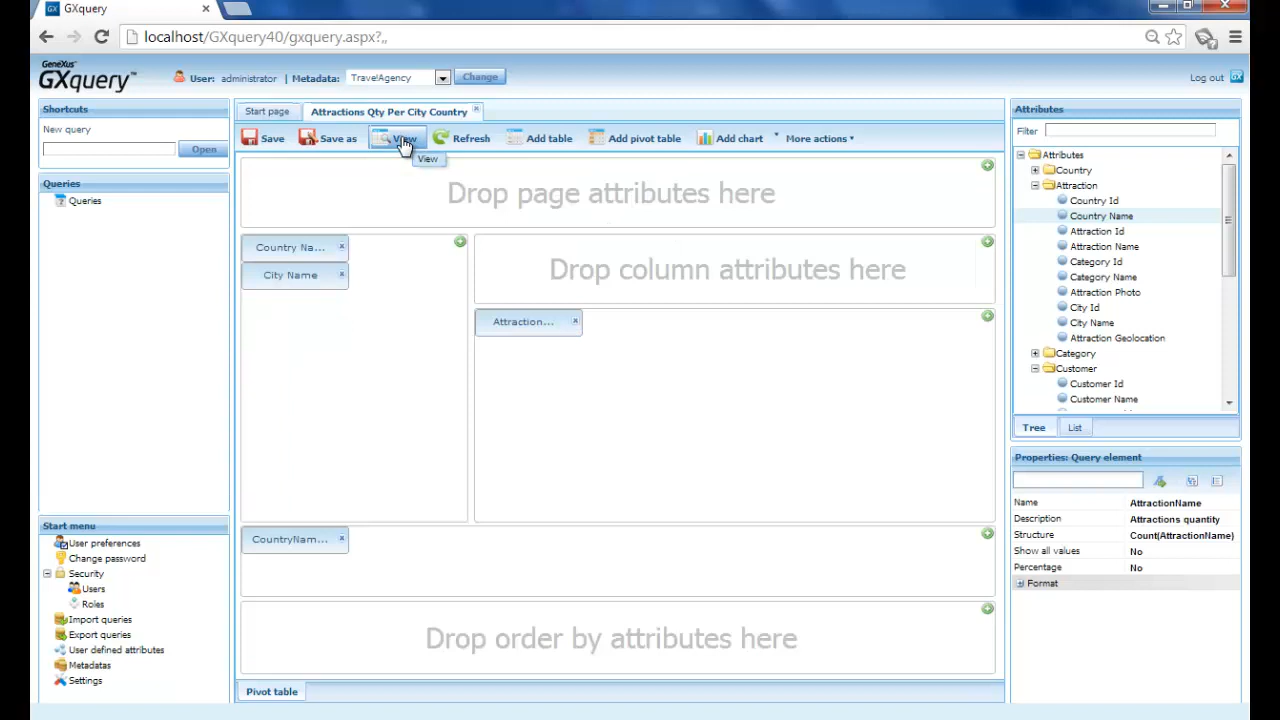 GXquery
localhost/GXquery40/gxquery.aspx?,,
GeneXus
GXquery™
User: administrator | Metadata: TravelAgency Change
Log out
Shortcuts
New query
Open
Queries
Queries
Start menu
User preferences
Change password
Security
Users
Roles
Import queries
Export queries
User defined attributes
Metadatas
Settings
Start page
Attractions Qty Per City Country
Save
Save as
View
Refresh
Add table
Add pivot table
Add chart
More actions
View
Drop page attributes here
Country Na...
City Name
Drop column attributes here
Attraction...
CountryNam...
Drop order by attributes here
Pivot table
Attributes
Filter
Attributes
Country
Attraction
Country Id
Country Name
Attraction Id
Attraction Name
Category Id
Category Name
Attraction Photo
City Id
City Name
Attraction Geolocation
Category
Customer
Customer Id
Customer Name
Tree
List
Properties: Query element
Name AttractionName
Description Attractions quantity
Structure Count(AttractionName)
Show all values No
Percentage No
Format